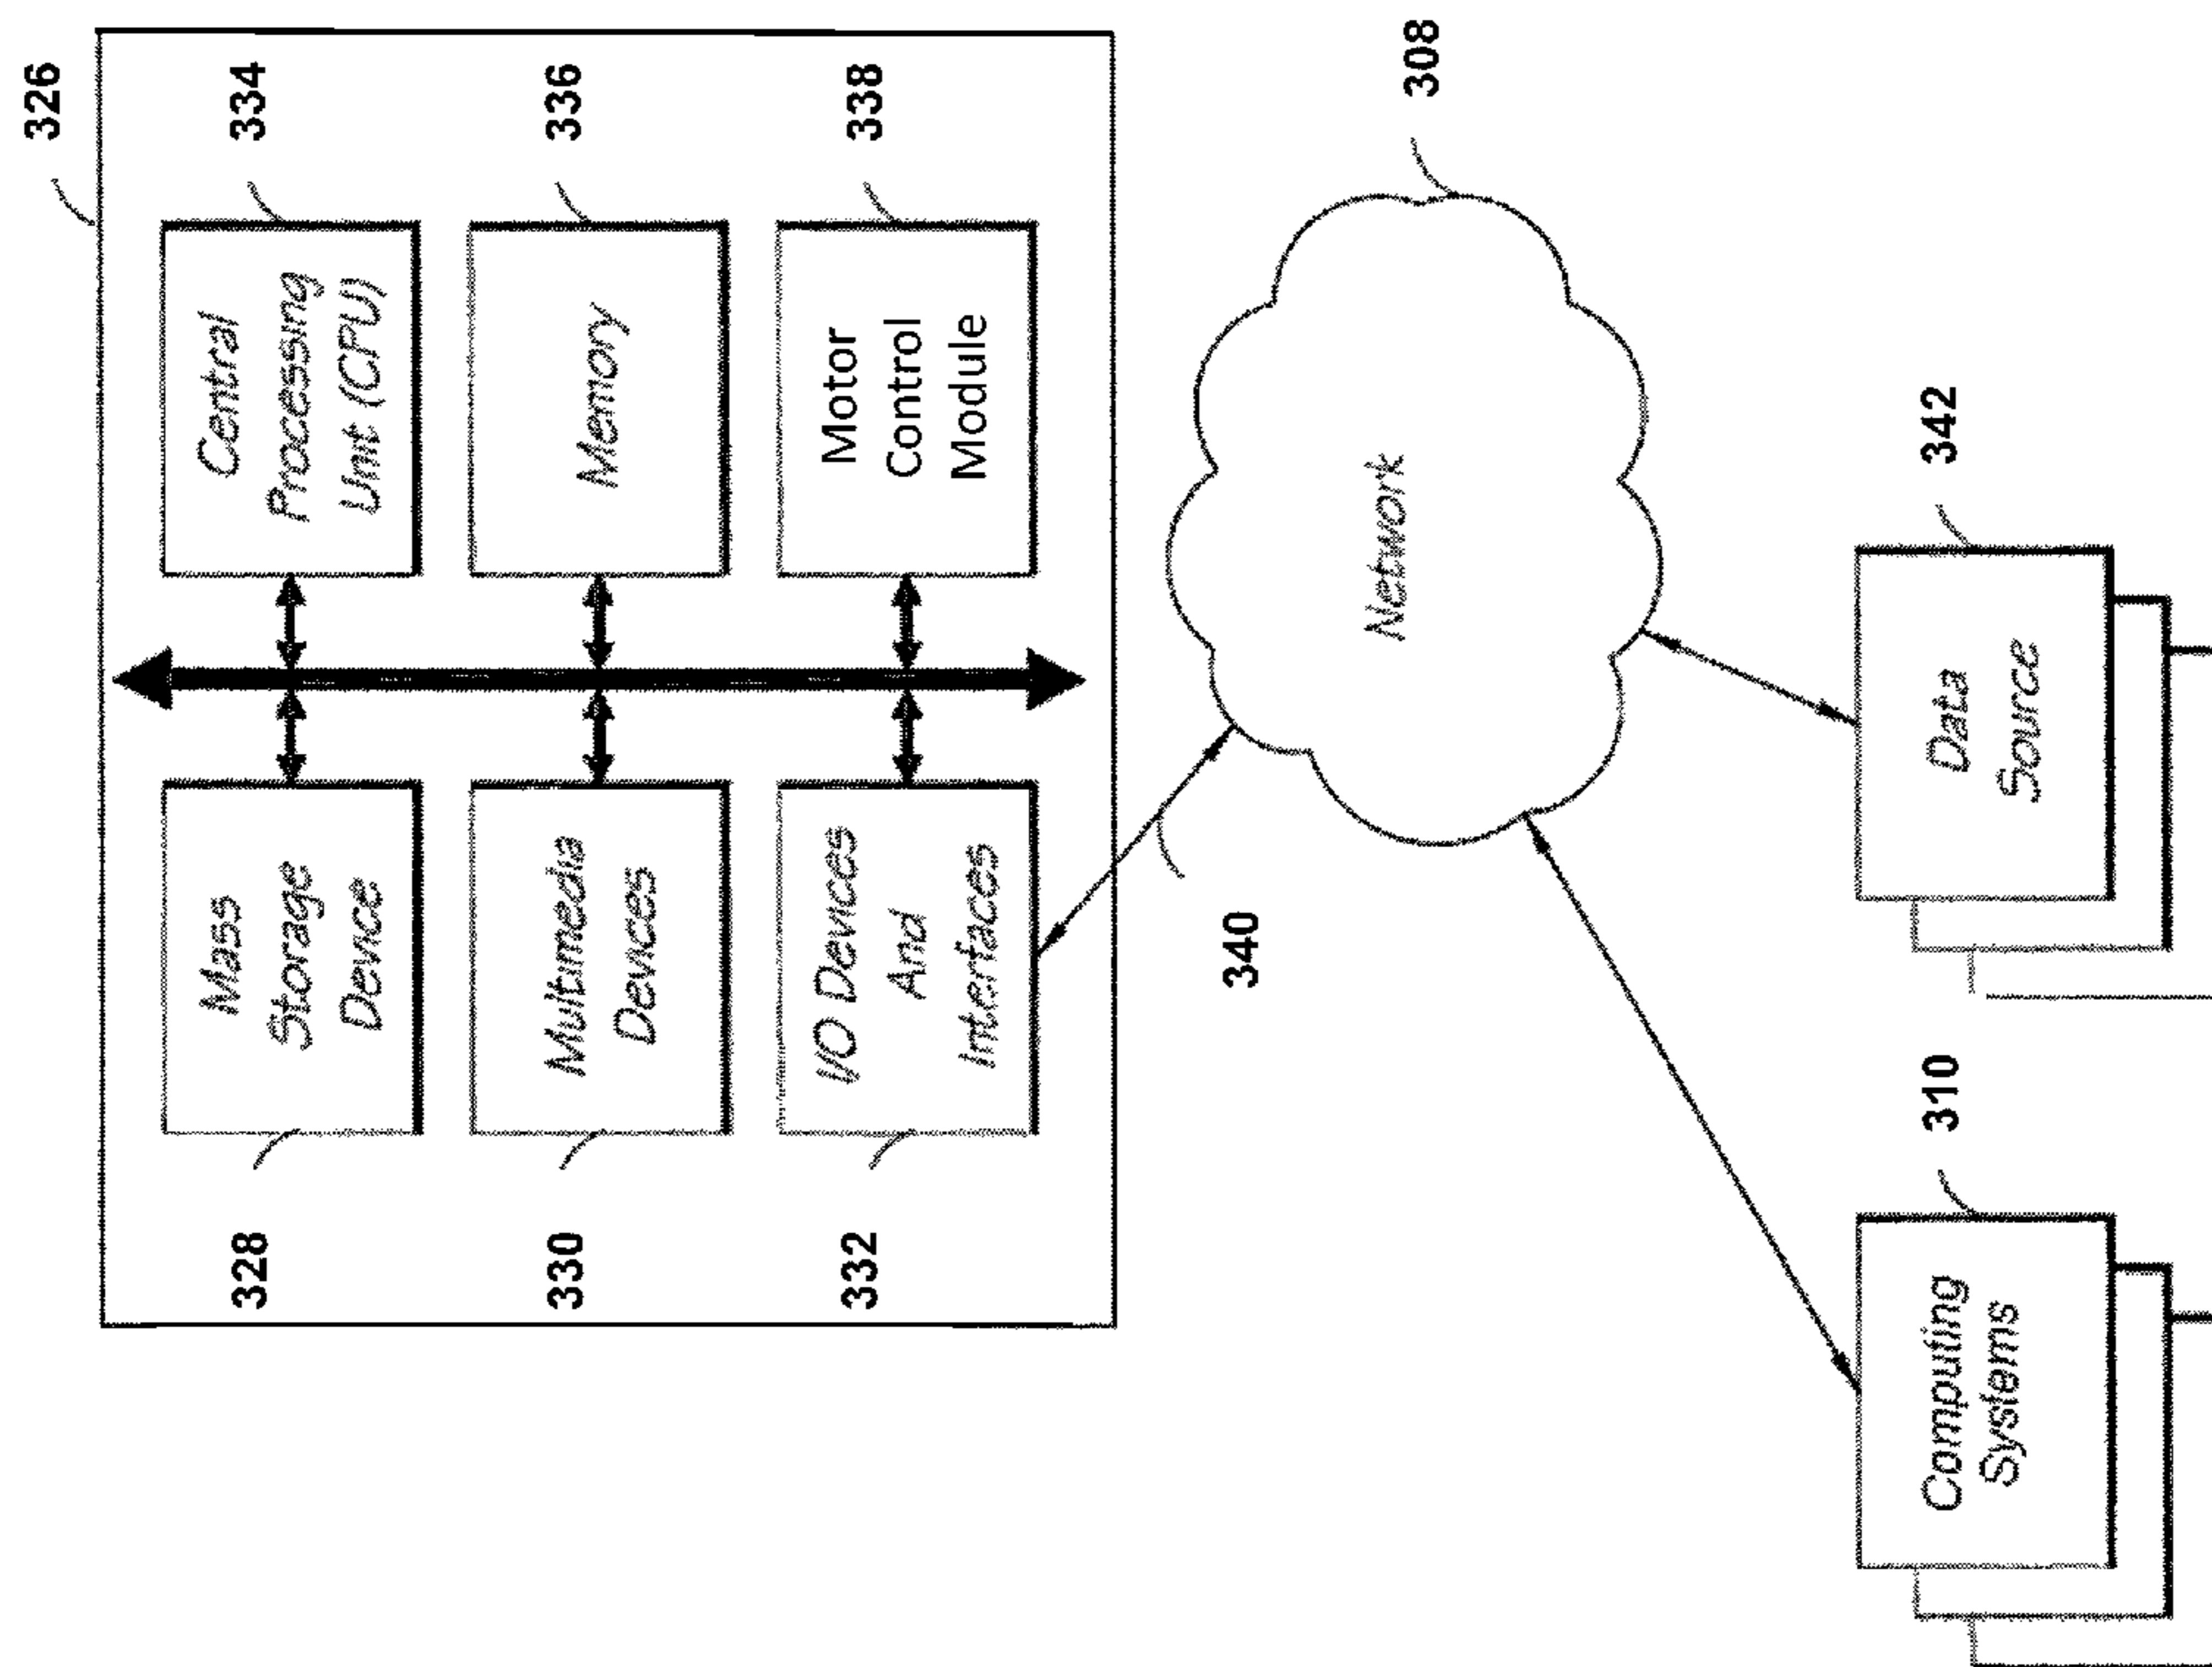 326
328
Mass
Storage
Device
334
Central
Processing
Unit (CPU)
330
Multimedia
Devices
336
Memory
332
I/O Devices
And
Interfaces
338
Motor
Control
Module
340
Network
308
310
Computing
Systems
342
Data
Source